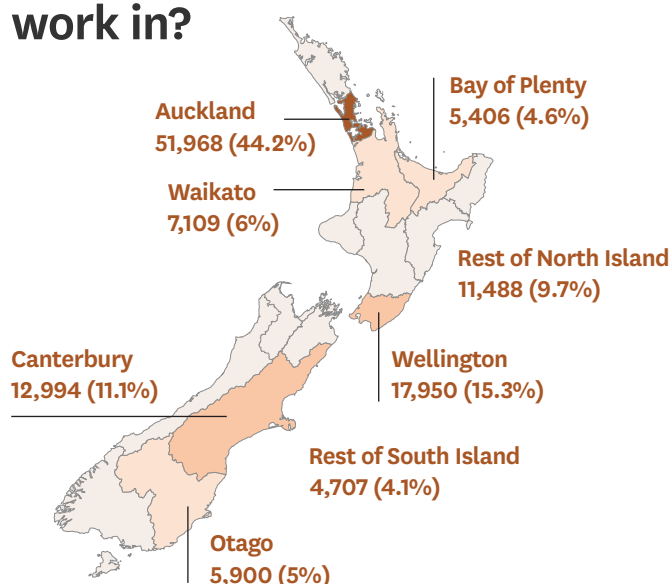 work in?
Bay of Plenty
5,406 (4.6%)
Auckland
51,968 (44.2%)
Waikato
7,109 (6%)
Rest of North Island
11,488 (9.7%)
Canterbury
12,994 (11.1%)
Wellington
17,950 (15.3%)
Rest of South Island
4,707 (4.1%)
Otago
5,900 (5%)